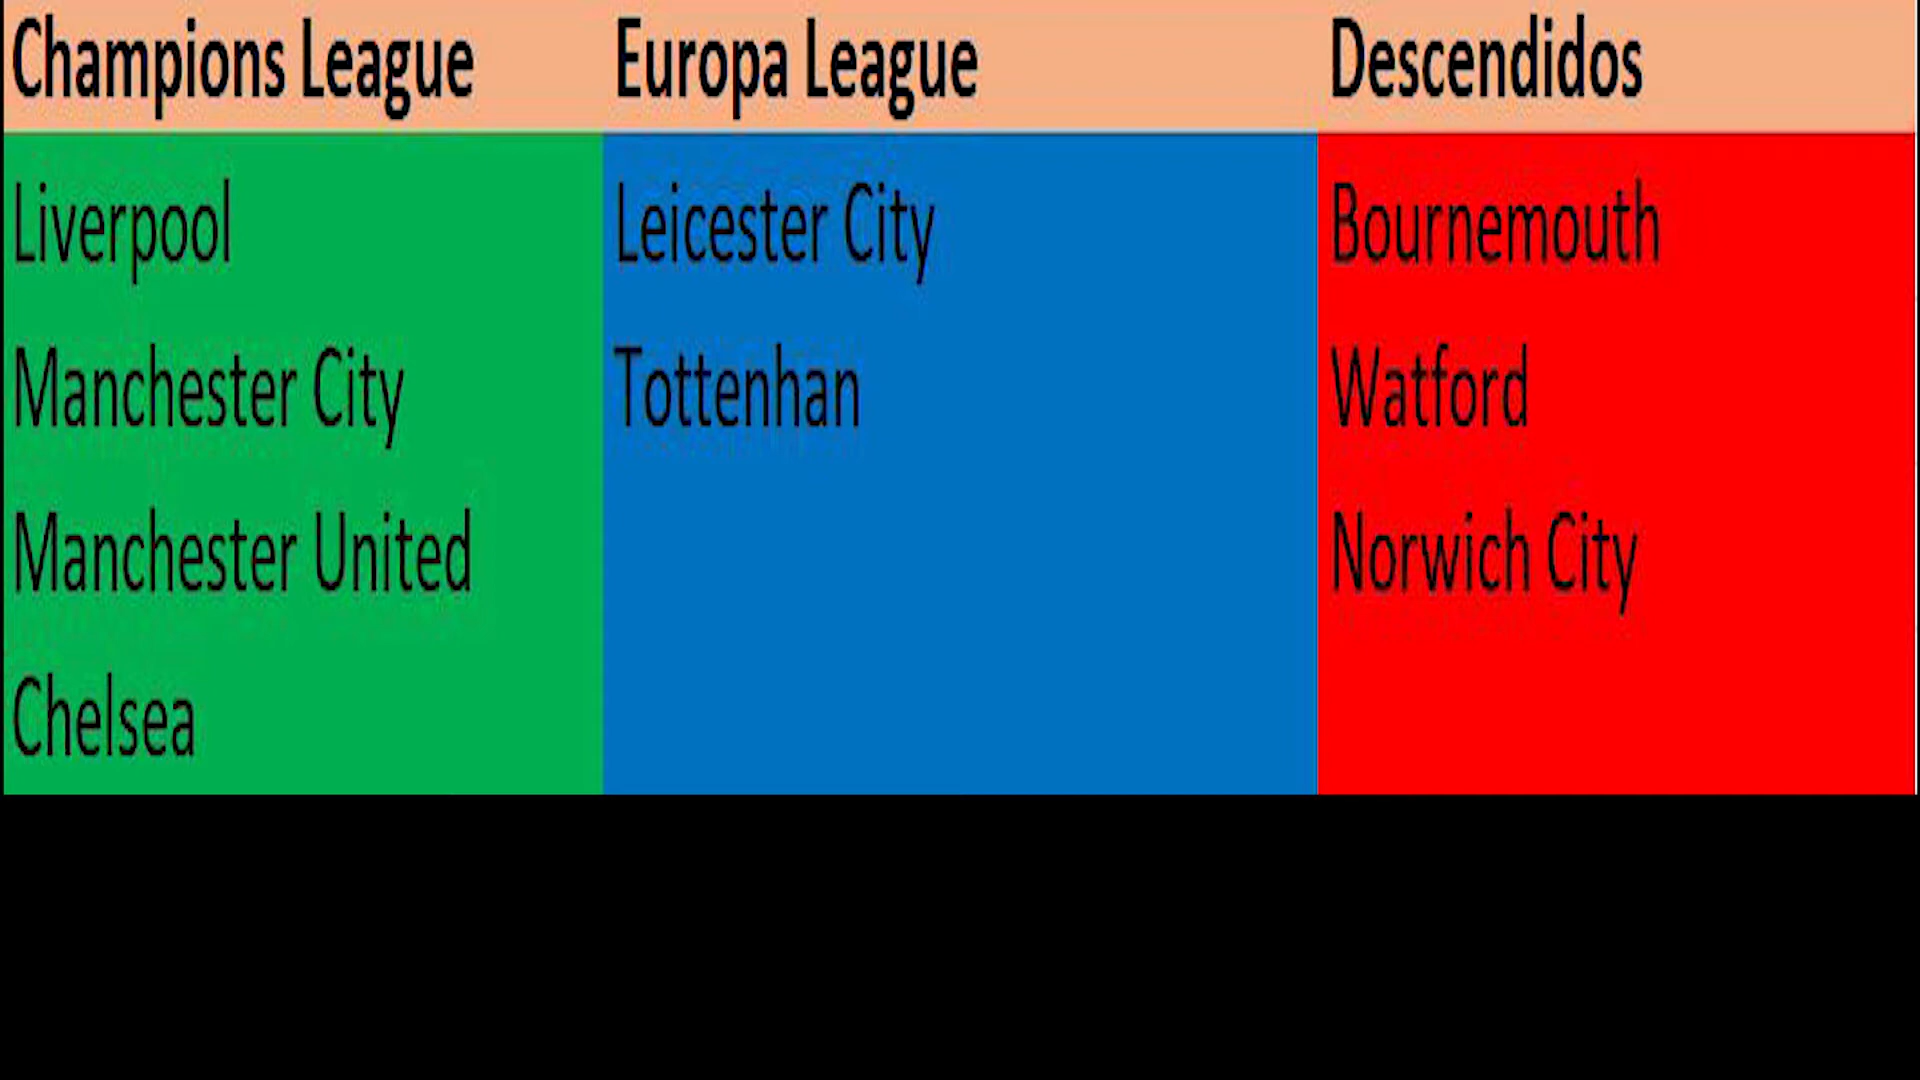 Champions League Europa League Descendidos
Liverpool Leicester City Bournemouth
Manchester City Tottenhan Watford
Manchester United Norwich City
Chelsea